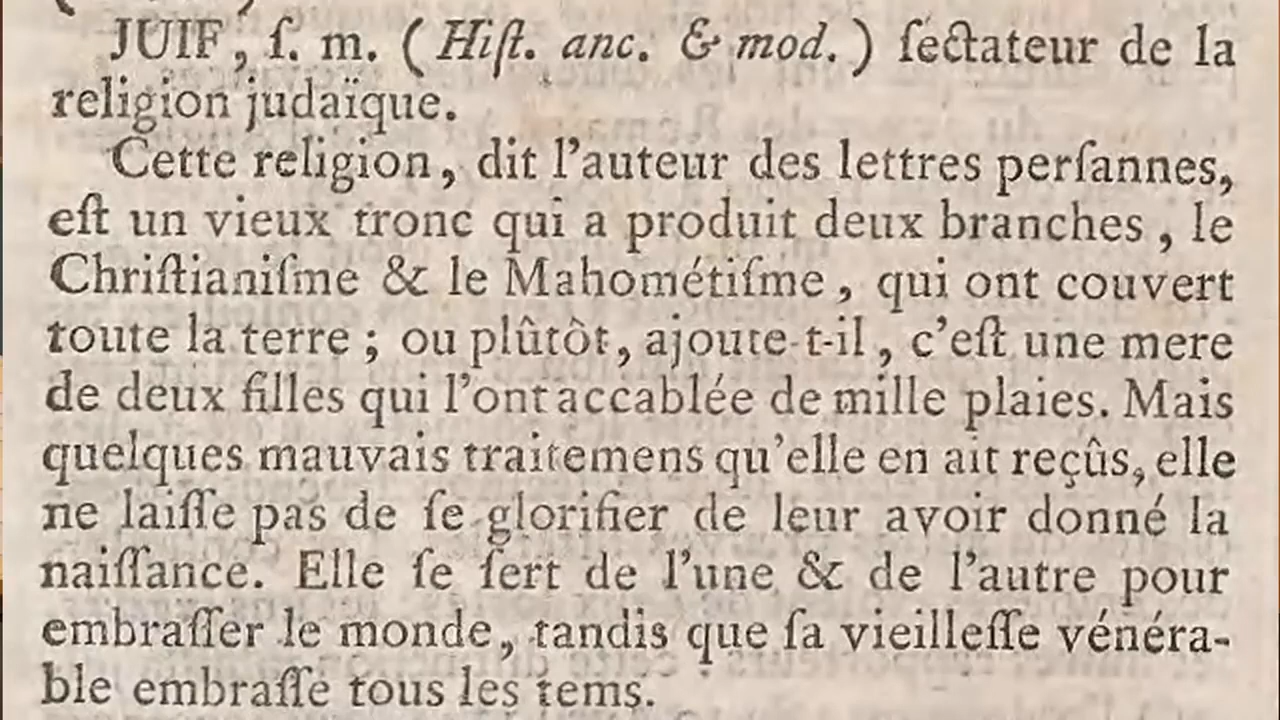 JUIF, ſ. m. (Hiſt. anc. & mod.) ſectateur de la
religion judaïque.
Cette religion, dit l'auteur des lettres perſannes,
eſt un vieux tronc qui a produit deux branches, le
Chriſtianiſme & le Mahométiſme, qui ont couvert
toute la terre; ou plûtòt, ajoute-t-il, c'eſt une mere
de deux filles qui l'ont accablée de mille plaies. Mais
quelques mauvais traitemens qu'elle en ait reçûs, elle
ne laiſſe pas de ſe glorifier de leur avoir donné la
naiſſance. Elle ſe ſert de l'une & de l'autre pour
embraſſer le monde, tandis que ſa vieilleſſe vénéra-
ble embraſſe tous les tems.